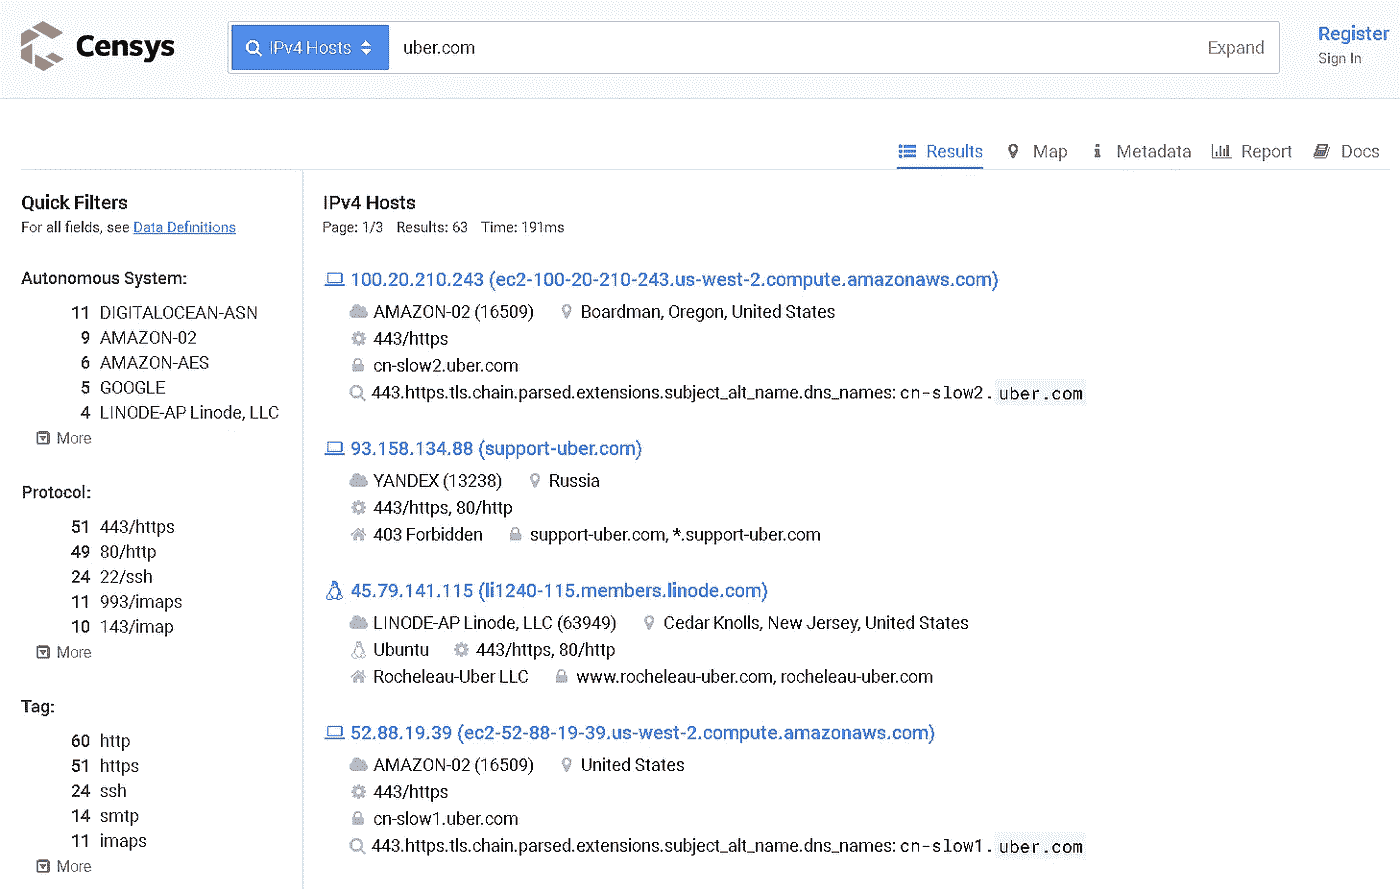 Censys
IPv4 Hosts uber.com Expand
Register
Sign In
Results Map Metadata Report Docs
Quick Filters
For all fields, see Data Definitions
Autonomous System:
11 DIGITALOCEAN-ASN
9 AMAZON-02
6 AMAZON-AES
5 GOOGLE
4 LINODE-AP Linode, LLC
More
Protocol:
51 443/https
49 80/http
24 22/ssh
11 993/imaps
10 143/imap
More
Tag:
60 http
51 https
24 ssh
14 smtp
11 imaps
More
IPv4 Hosts
Page: 1/3 Results: 63 Time: 191ms
100.20.210.243 (ec2-100-20-210-243.us-west-2.compute.amazonaws.com)
AMAZON-02 (16509) Boardman, Oregon, United States
443/https
cn-slow2.uber.com
443.https.tls.chain.parsed.extensions.subject_alt_name.dns_names: cn-slow2.uber.com
93.158.134.88 (support-uber.com)
YANDEX (13238) Russia
443/https, 80/http
403 Forbidden support-uber.com, *.support-uber.com
45.79.141.115 (li1240-115.members.linode.com)
LINODE-AP Linode, LLC (63949) Cedar Knolls, New Jersey, United States
Ubuntu 443/https, 80/http
Rocheleau-Uber LLC www.rocheleau-uber.com, rocheleau-uber.com
52.88.19.39 (ec2-52-88-19-39.us-west-2.compute.amazonaws.com)
AMAZON-02 (16509) United States
443/https
cn-slow1.uber.com
443.https.tls.chain.parsed.extensions.subject_alt_name.dns_names: cn-slow1.uber.com